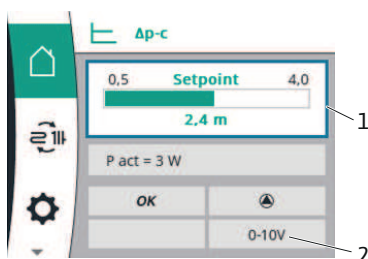 Δp-c
0,5 Setpoint 4,0
2,4 m
1
P act = 3 W
OK
0-10V
2